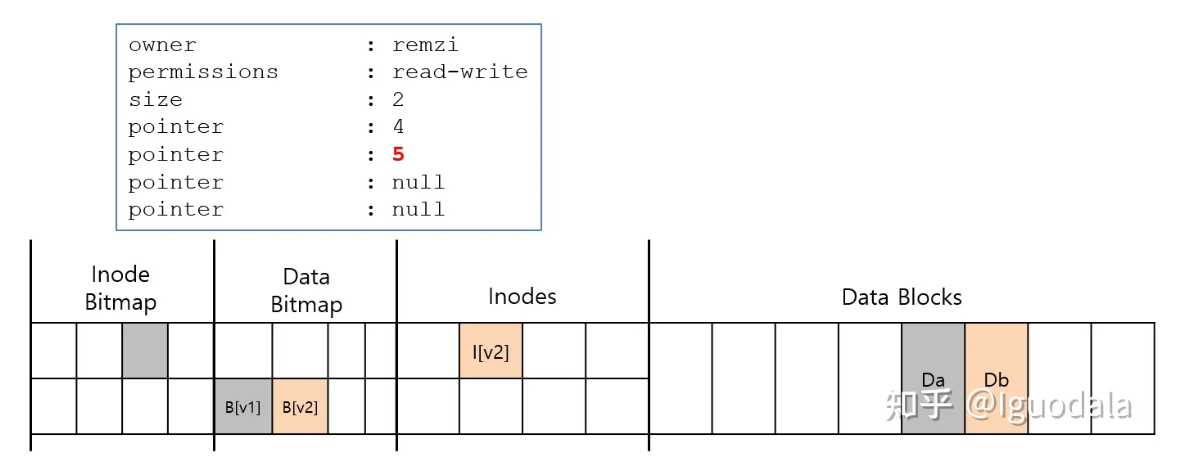 owner : remzi
permissions : read-write
size : 2
pointer : 4
pointer : 5
pointer : null
pointer : null
Inode Bitmap
Data Bitmap
Inodes
Data Blocks
I[v2]
Da
Db
B[v1]
B[v2]
知乎 @Iguodala